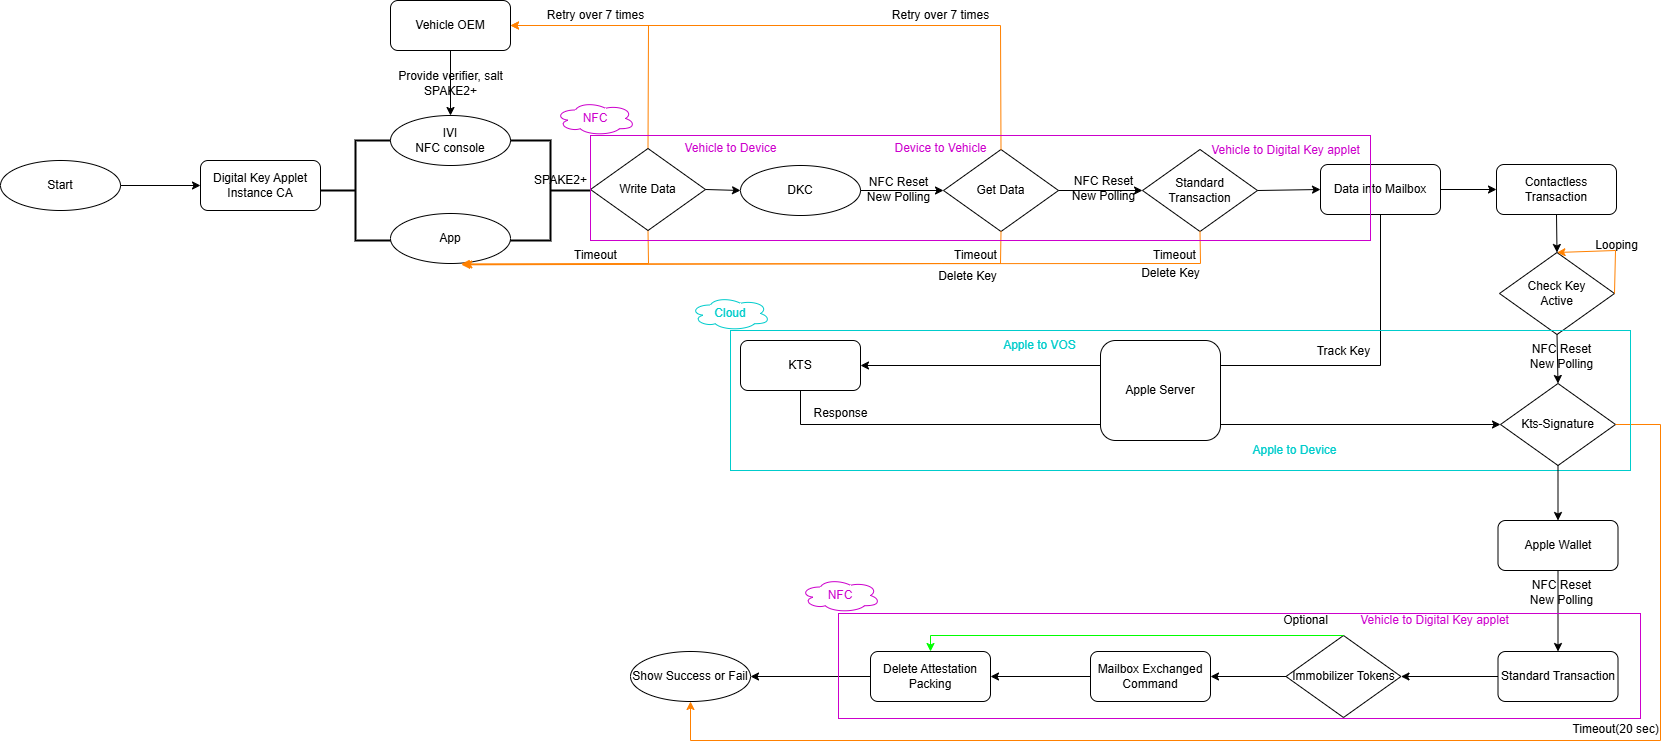 Vehicle OEM
Retry over 7 times
Retry over 7 times
Provide verifier, salt
SPAKE2+
NFC
IVI
NFC console
Vehicle to Device
Device to Vehicle
Vehicle to Digital Key applet
Start
Digital Key Applet
Instance CA
SPAKE2+
Write Data
DKC
NFC Reset
New Polling
Get Data
NFC Reset
New Polling
Standard
Transaction
Data into Mailbox
Contactless
Transaction
App
Timeout
Timeout
Delete Key
Timeout
Delete Key
Looping
Check Key
Active
Cloud
Apple to VOS
Track Key
NFC Reset
New Polling
KTS
Apple Server
Response
Kts-Signature
Apple to Device
Apple Wallet
NFC Reset
New Polling
NFC
Optional
Vehicle to Digital Key applet
Show Success or Fail
Delete Attestation
Packing
Mailbox Exchanged
Command
Immobilizer Tokens
Standard Transaction
Timeout(20 sec)